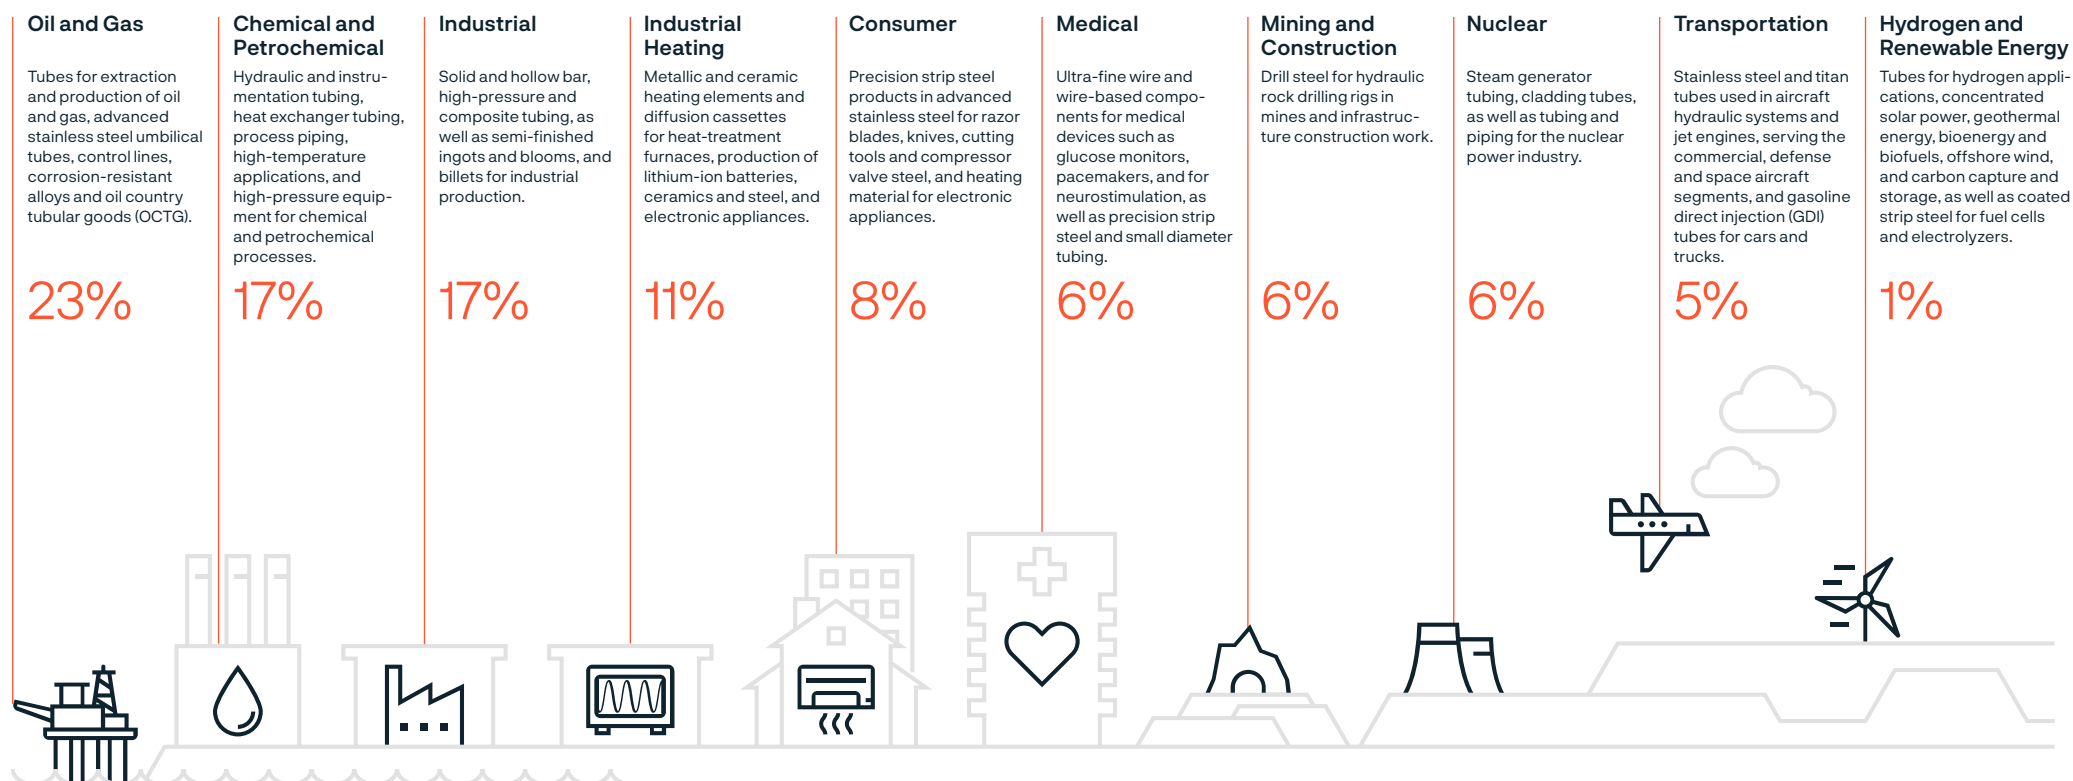 Oil and Gas
Tubes for extraction
and production of oil
and gas, advanced
stainless steel umbilical
tubes, control lines,
corrosion-resistant
alloys and oil country
tubular goods (OCTG).
23%
Chemical and
Petrochemical
Hydraulic and instru-
mentation tubing,
heat exchanger tubing,
process piping,
high-temperature
applications, and
high-pressure equip-
ment for chemical
and petrochemical
processes.
17%
Industrial
Solid and hollow bar,
high-pressure and
composite tubing, as
well as semi-finished
ingots and blooms, and
billets for industrial
production.
17%
Industrial
Heating
Metallic and ceramic
heating elements and
diffusion cassettes
for heat-treatment
furnaces, production of
lithium-ion batteries,
ceramics and steel, and
electronic appliances.
11%
Consumer
Precision strip steel
products in advanced
stainless steel for razor
blades, knives, cutting
tools and compressor
valve steel, and heating
material for electronic
appliances.
8%
Medical
Ultra-fine wire and
wire-based compo-
nents for medical
devices such as
glucose monitors,
pacemakers, and for
neurostimulation, as
well as precision strip
steel and small diameter
tubing.
6%
Mining and
Construction
Drill steel for hydraulic
rock drilling rigs in
mines and infrastruc-
ture construction work.
6%
Nuclear
Steam generator
tubing, cladding tubes,
as well as tubing and
piping for the nuclear
power industry.
6%
Transportation
Stainless steel and titan
tubes used in aircraft
hydraulic systems and
jet engines, serving the
commercial, defense
and space aircraft
segments, and gasoline
direct injection (GDI)
tubes for cars and
trucks.
5%
Hydrogen and
Renewable Energy
Tubes for hydrogen appli-
cations, concentrated
solar power, geothermal
energy, bioenergy and
biofuels, offshore wind,
and carbon capture and
storage, as well as coated
strip steel for fuel cells
and electrolyzers.
1%